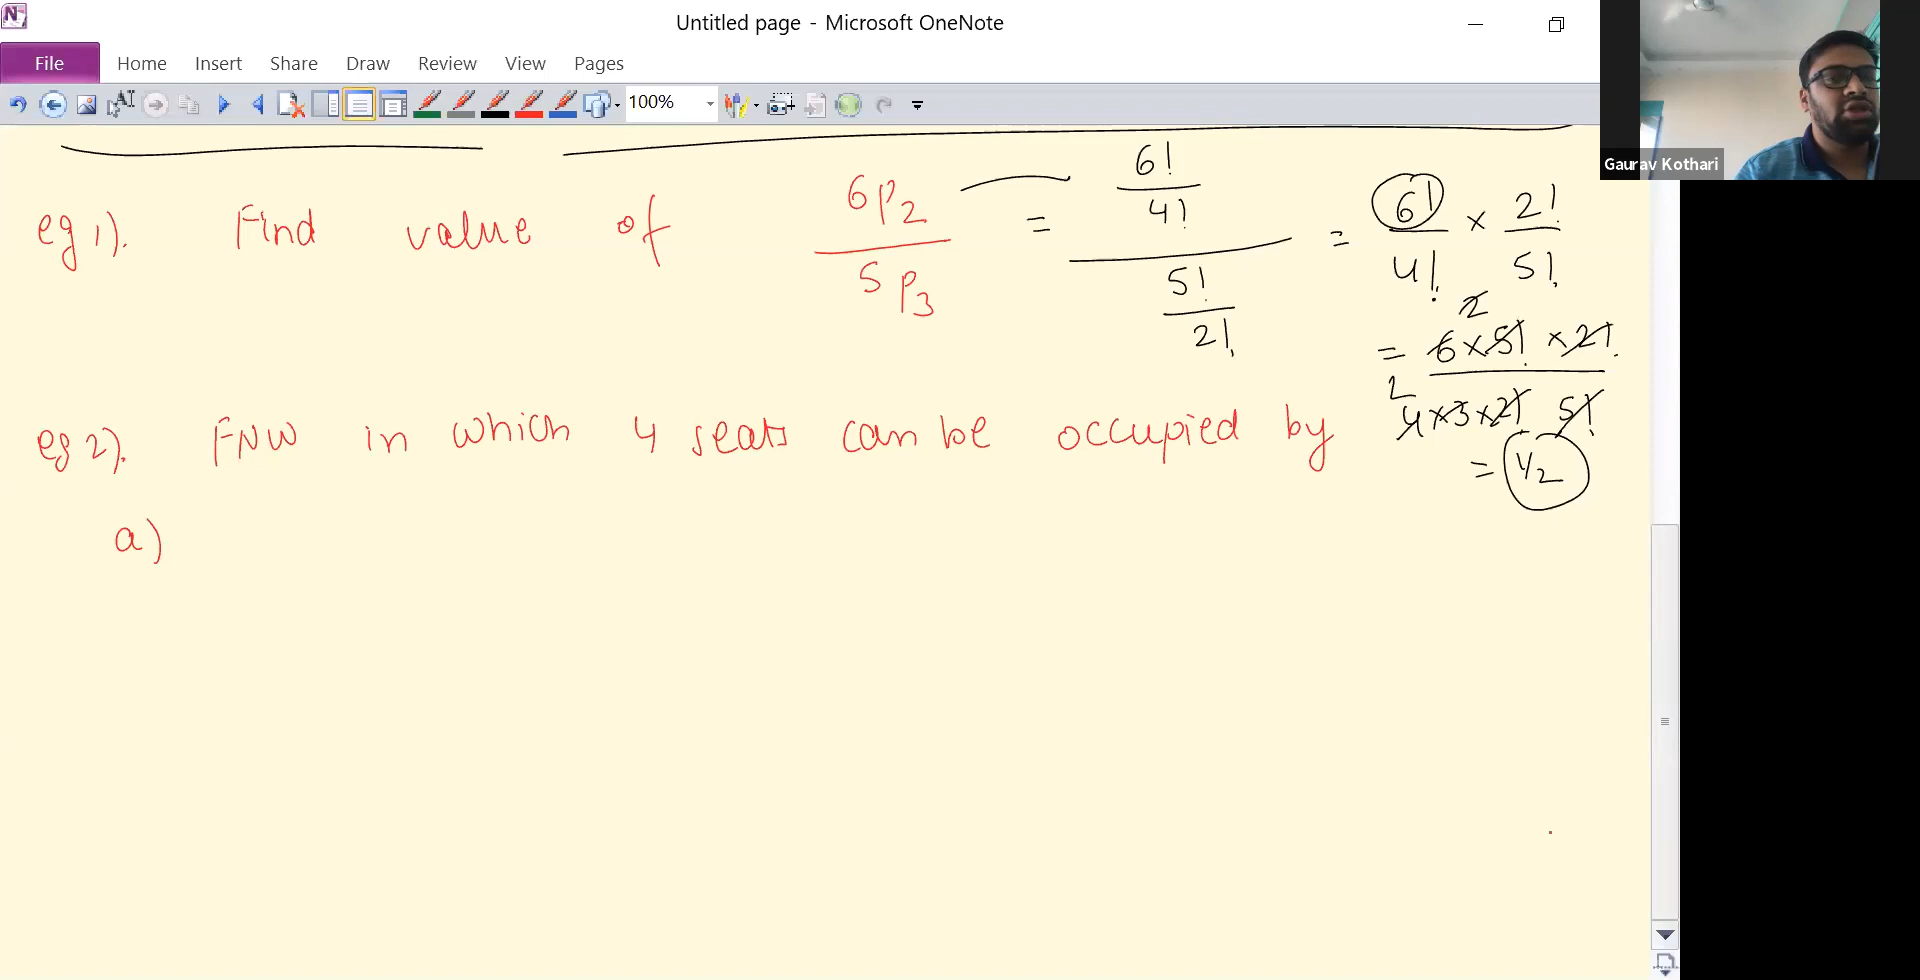 Untitled page - Microsoft OneNote
File Home Insert Share Draw Review View Pages
100%
Gaurav Kothari
eg 1). Find value of 6P2 / 5P3 = (6! / 4!) / (5! / 2!) = 6! / 4! × 2! / 5!
2
= 6 × 5! × 2! / 4 × 3 × 2! 5!
2
= 1/2
eg 2). FNW in which 4 seats can be occupied by
a)